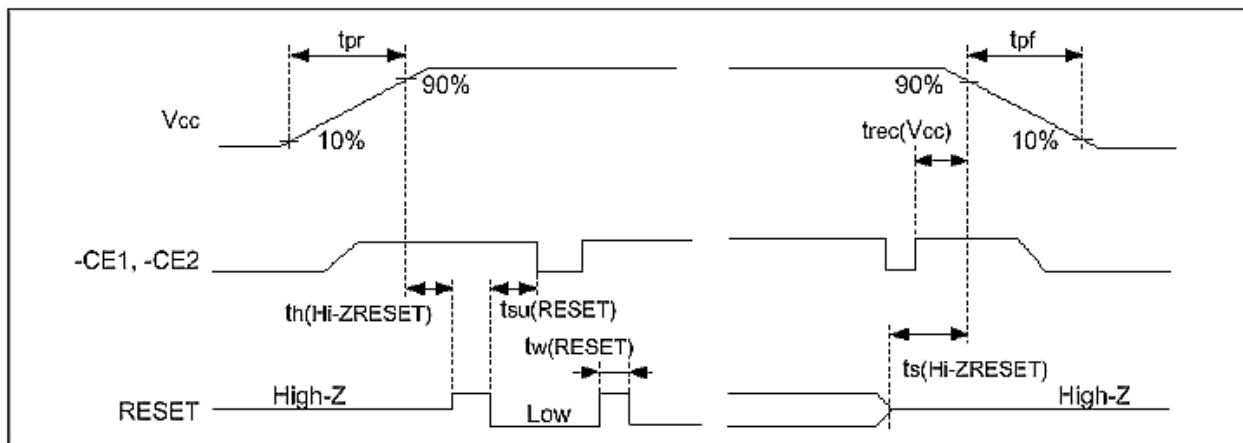 tpr
tpf
90%
90%
Vcc
10%
trec(Vcc)
10%
-CE1, -CE2
th(Hi-ZRESET)
tsu(RESET)
tw(RESET)
ts(Hi-ZRESET)
High-Z
High-Z
RESET
Low